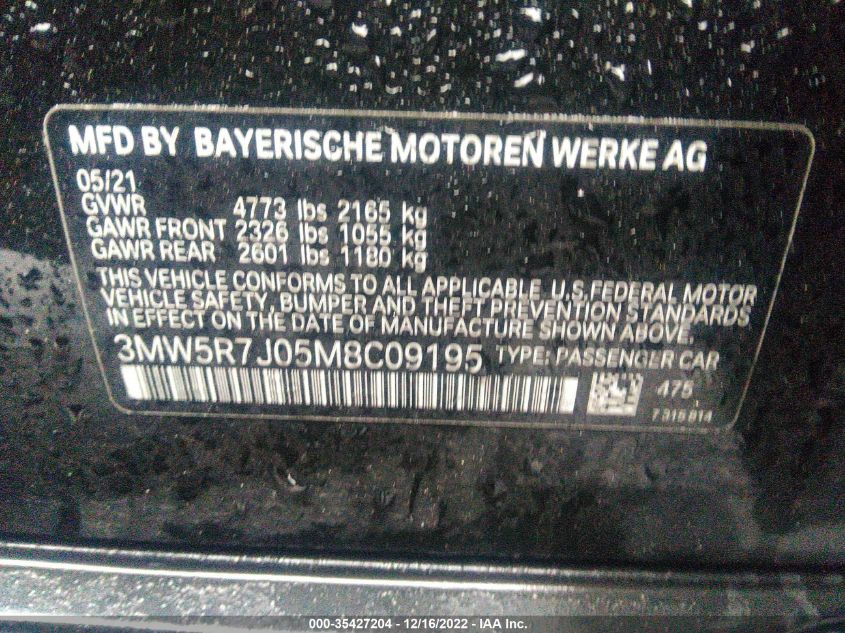 MFD BY BAYERISCHE MOTOREN WERKE AG
05/21
GVWR 4773 lbs 2165 kg
GAWR FRONT 2326 lbs 1055 kg
GAWR REAR 2601 lbs 1180 kg
THIS VEHICLE CONFORMS TO ALL APPLICABLE U.S. FEDERAL MOTOR
VEHICLE SAFETY, BUMPER AND THEFT PREVENTION STANDARDS
IN EFFECT ON THE DATE OF MANUFACTURE SHOWN ABOVE.
3MW5R7J05M8C09195 TYPE: PASSENGER CAR
475
7315814
000-35427204 - 12/16/2022 - IAA Inc.